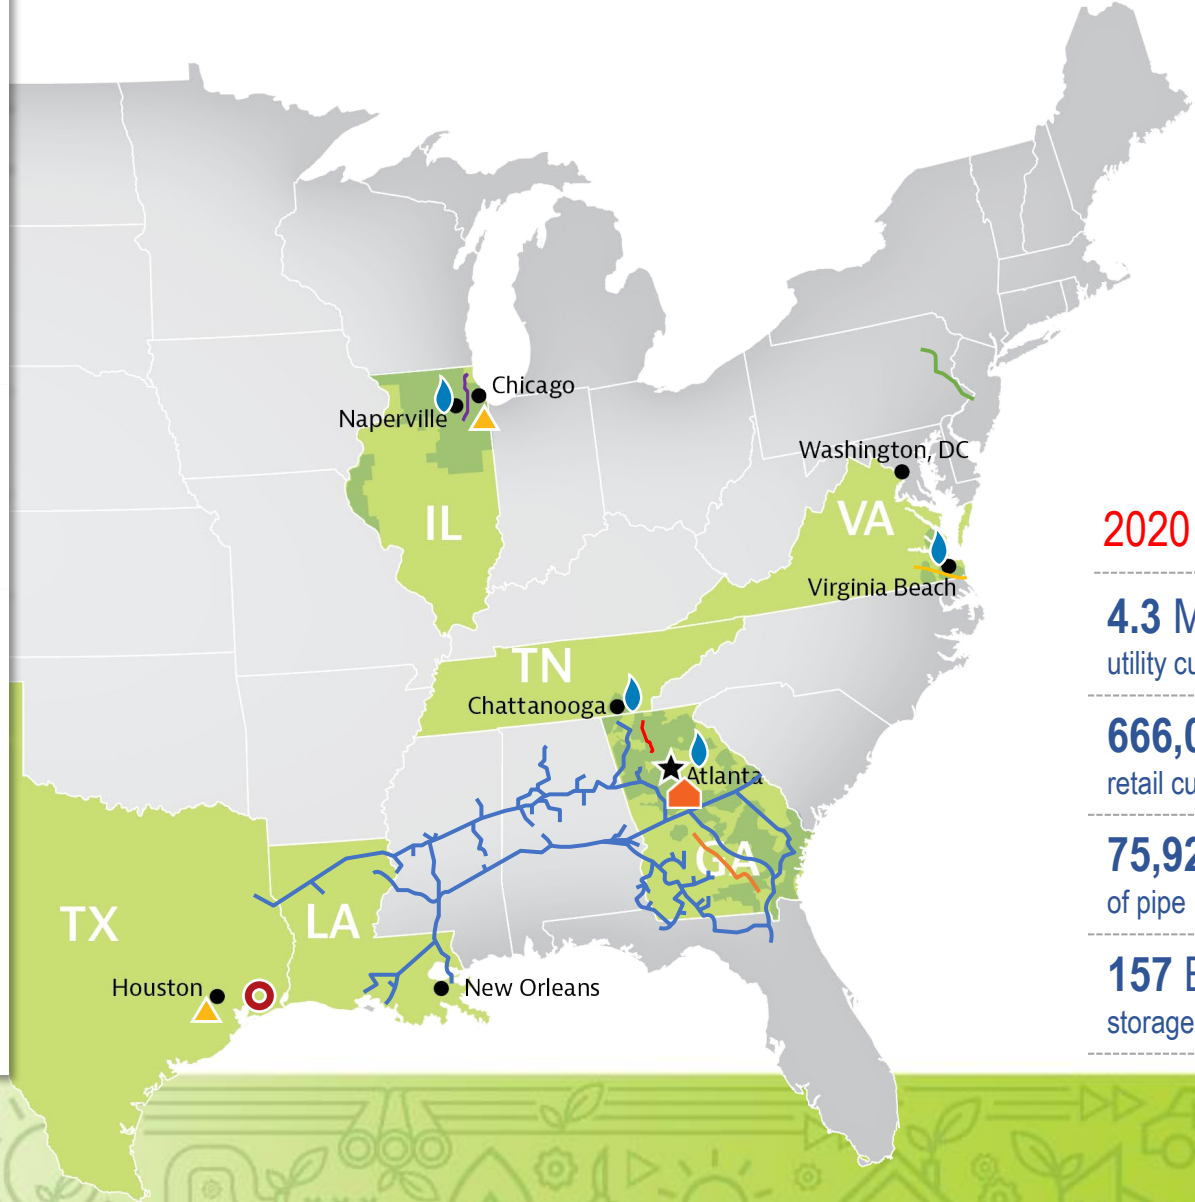 Chicago
Naperville
Washington, DC
IL
VA
Virginia Beach
TN
Chattanooga
Atlanta
GA
TX
LA
Houston
New Orleans
2020
4.3 M
utility cu
666,0
retail cu
75,92
of pipe
157 B
storage